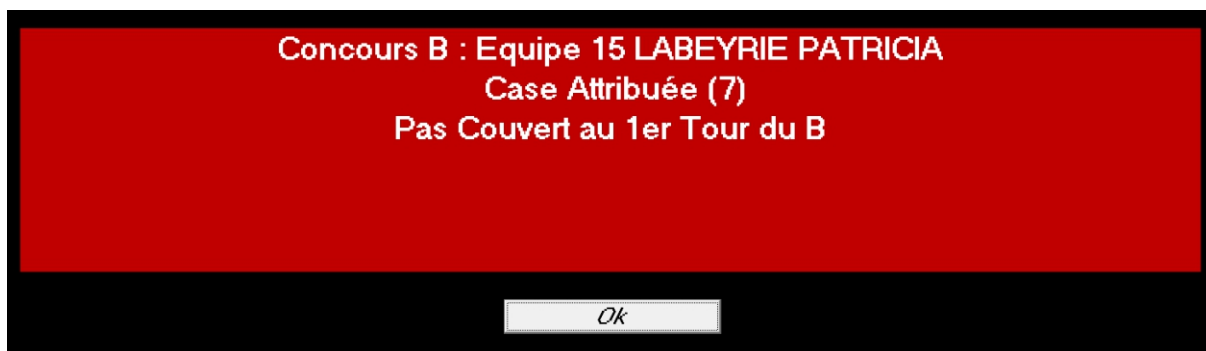 Concours B : Equipe 15 LABEYRIE PATRICIA
Case Attribuée (7)
Pas Couvert au 1er Tour du B
Ok